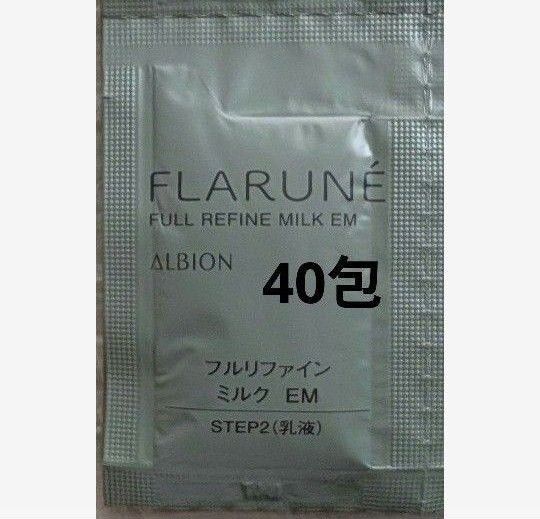 FLARUNÉ
FULL REFINE MILK EM
ALBION
40包
フルリファイン
ミルク EM
STEP2(乳液)